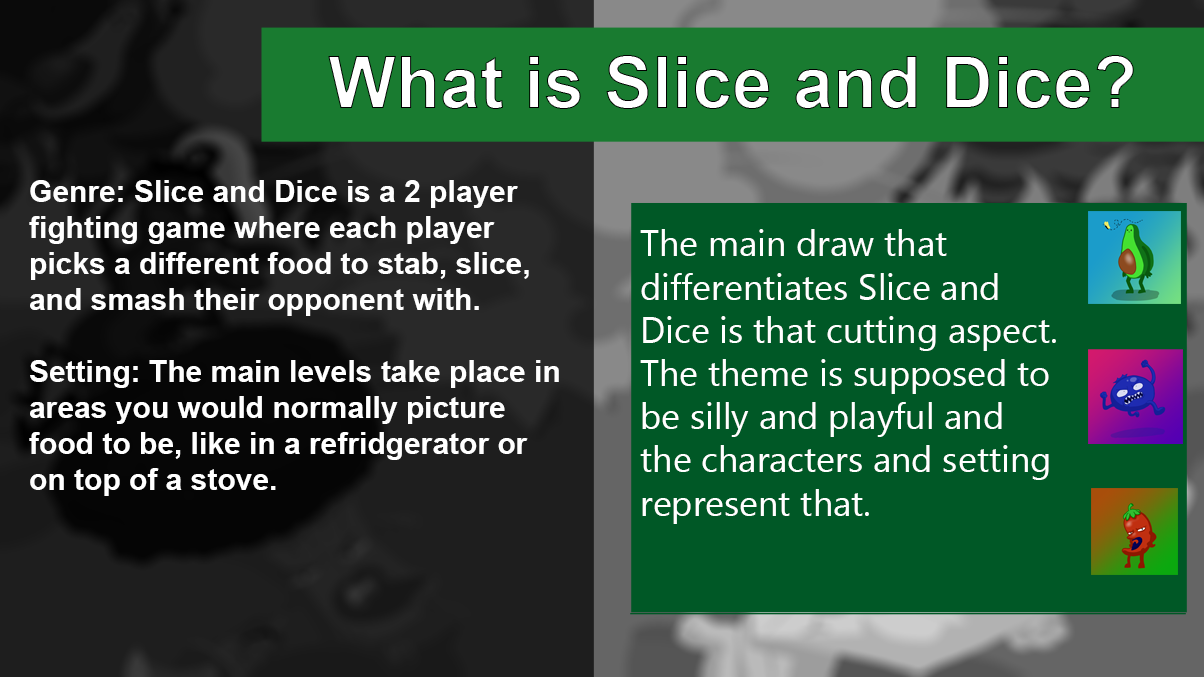 What is Slice and Dice?
Genre: Slice and Dice is a 2 player
fighting game where each player
picks a different food to stab, slice,
and smash their opponent with.
Setting: The main levels take place in
areas you would normally picture
food to be, like in a refridgerator or
on top of a stove.
The main draw that
differentiates Slice and
Dice is that cutting aspect.
The theme is supposed to
be silly and playful and
the characters and setting
represent that.